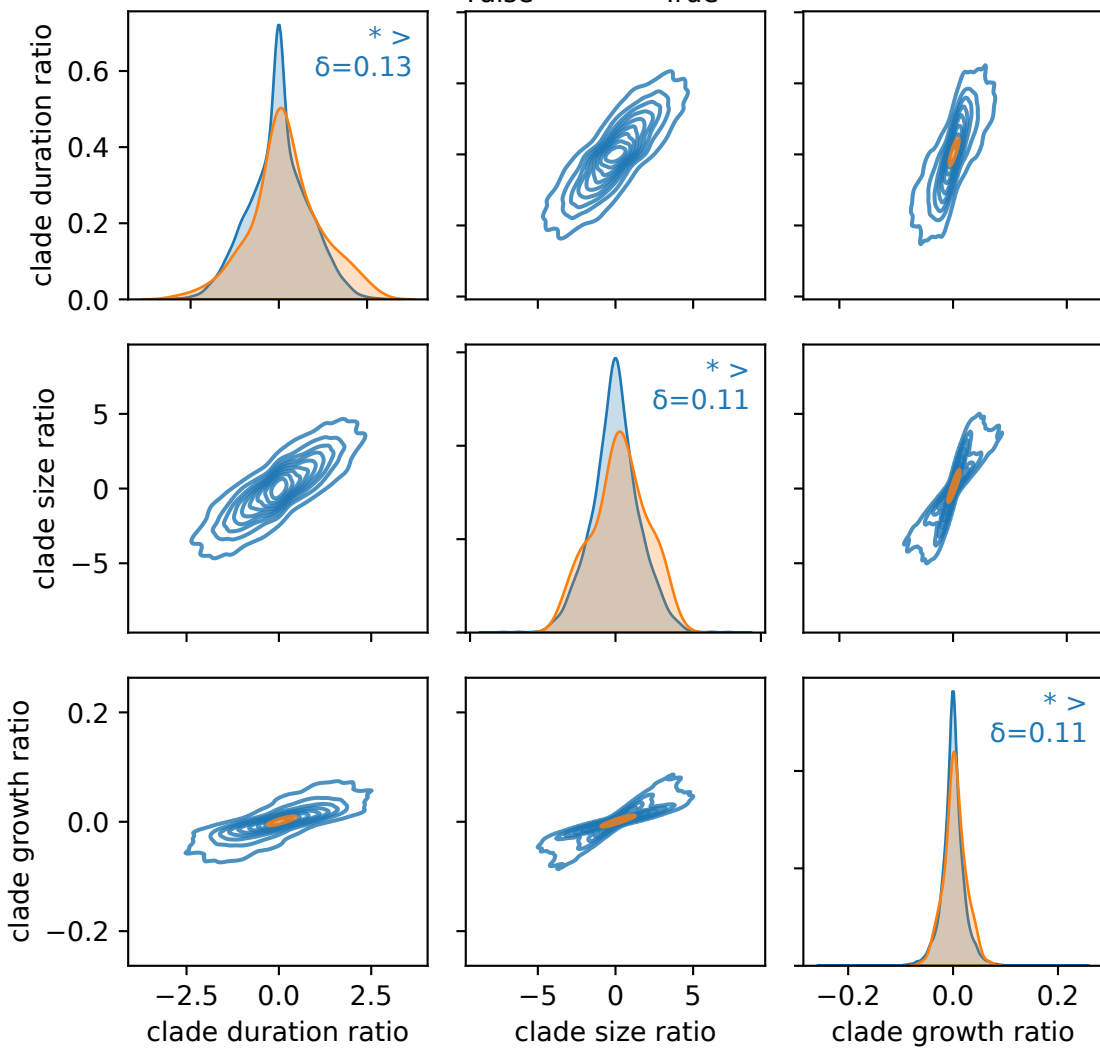 clade duration ratio
0.6
0.4
0.2
0.0
* >
δ=0.13
clade size ratio
5
0
−5
* >
δ=0.11
clade growth ratio
0.2
0.0
−0.2
* >
δ=0.11
−2.5 0.0 2.5
−5 0 5
−0.2 0.0 0.2
clade duration ratio
clade size ratio
clade growth ratio